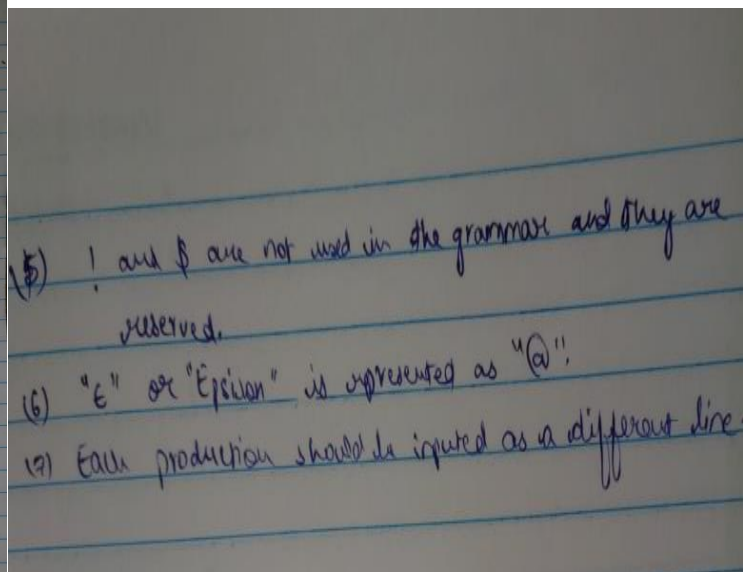 (5) ! and $ are not used in the grammar and they are
reserved.
(6) "ϵ" or "Epsilon" is represented as "@".
(7) Each production should be inputed as a different line.